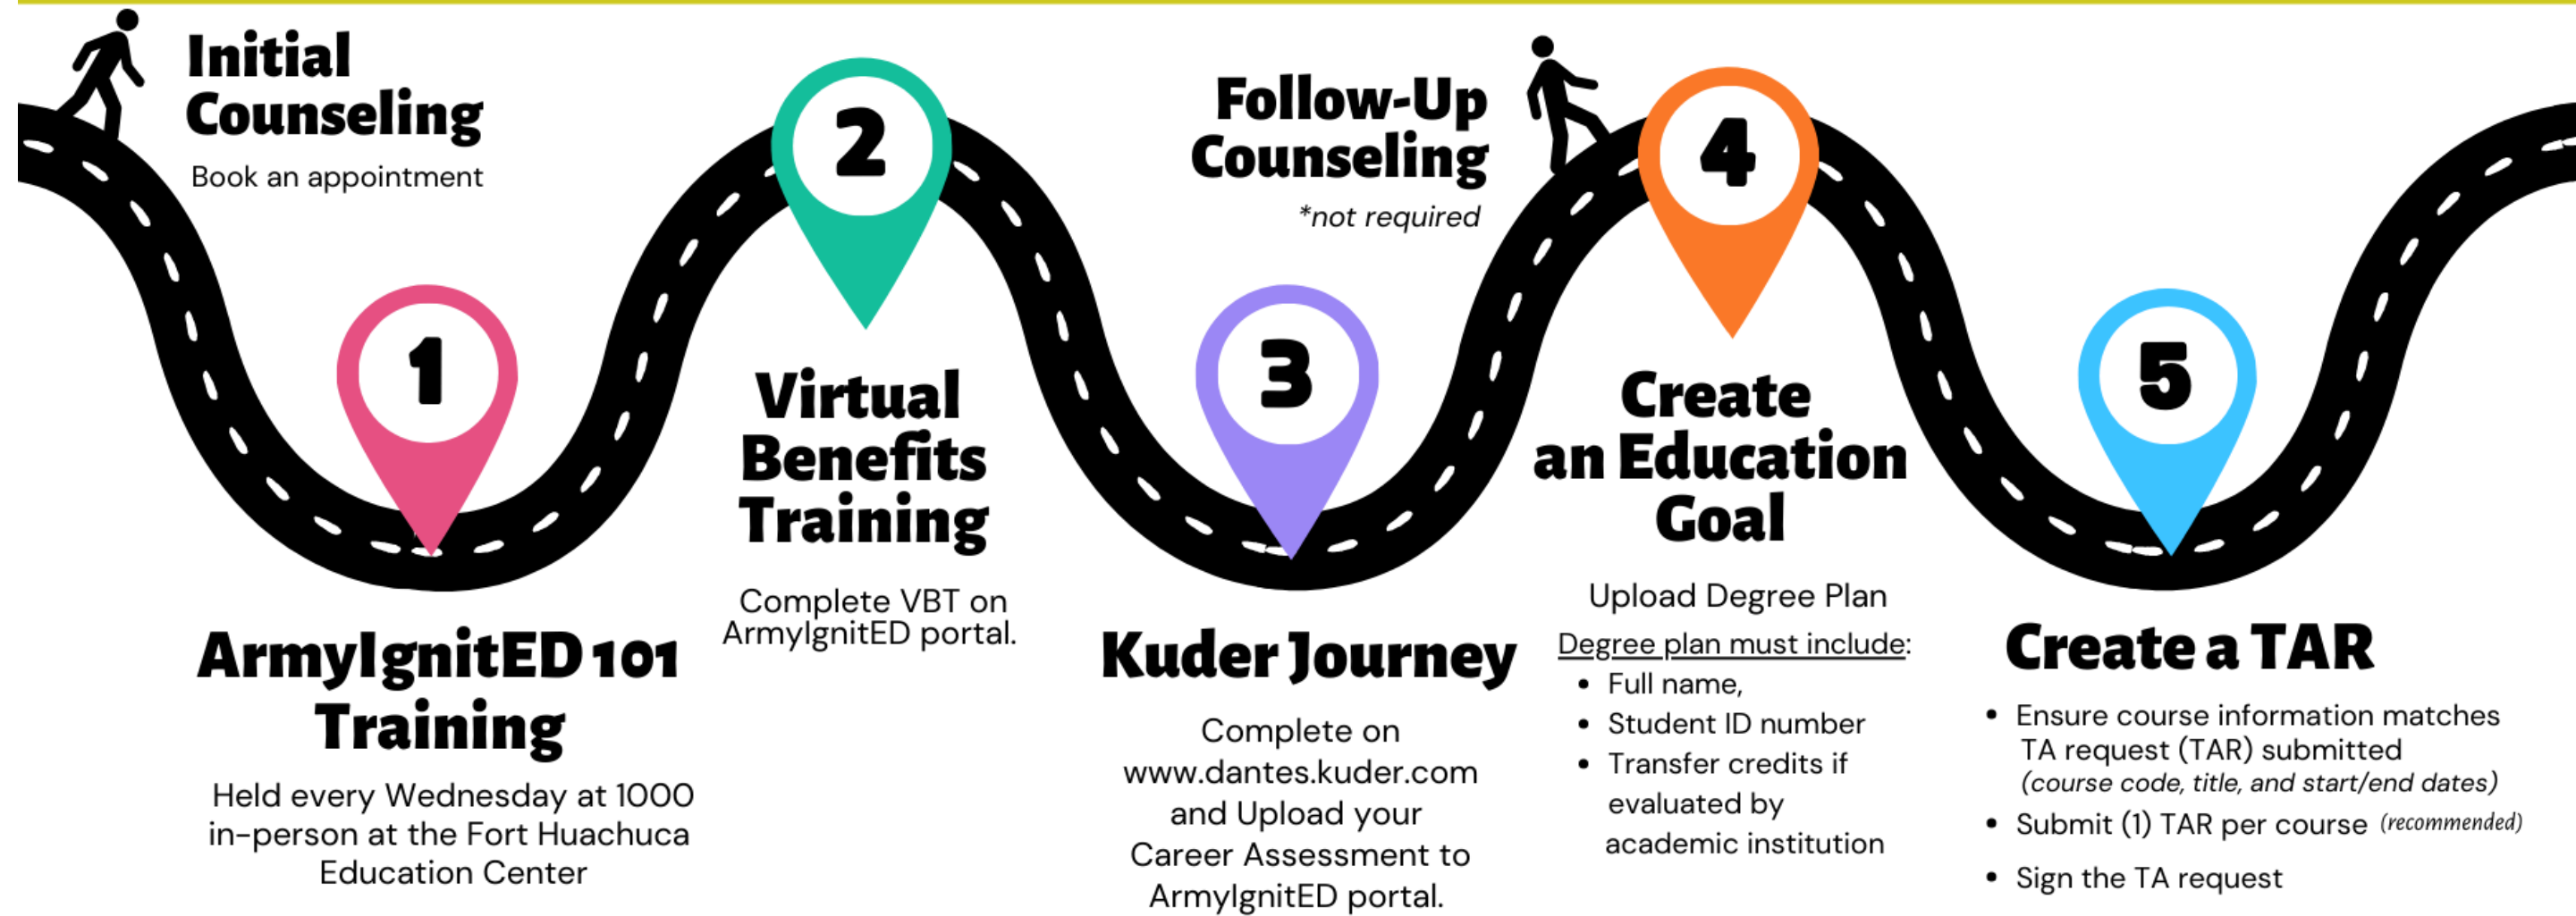 Initial
Counseling
Book an appointment
1
ArmyIgnitED 101
Training
Held every Wednesday at 1000
in-person at the Fort Huachuca
Education Center
2
Virtual
Benefits
Training
Complete VBT on
ArmyIgnitED portal.
3
Kuder Journey
Complete on
www.dantes.kuder.com
and Upload your
Career Assessment to
ArmyIgnitED portal.
Follow-Up
Counseling
*not required
4
Create
an Education
Goal
Upload Degree Plan
Degree plan must include:
• Full name,
• Student ID number
• Transfer credits if
evaluated by
academic institution
5
Create a TAR
• Ensure course information matches
TA request (TAR) submitted
(course code, title, and start/end dates)
• Submit (1) TAR per course (recommended)
• Sign the TA request